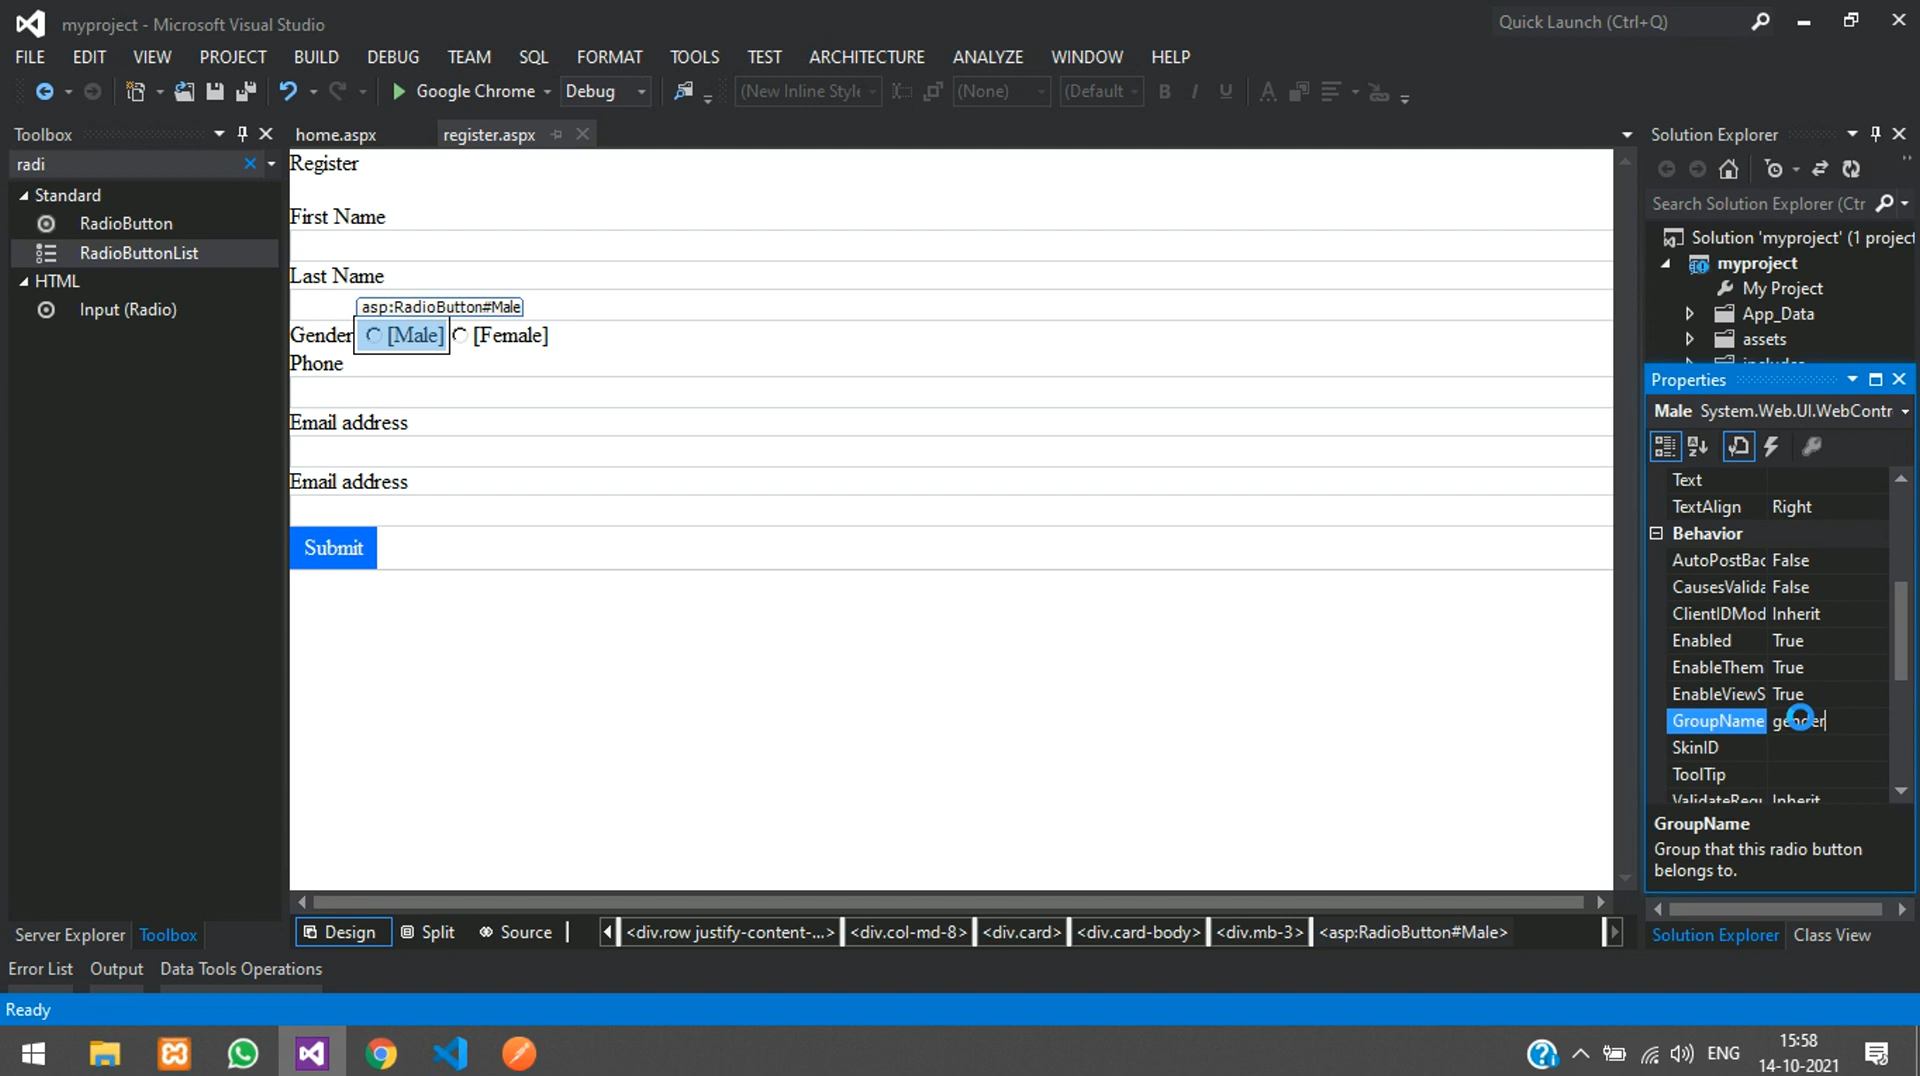 myproject - Microsoft Visual Studio
Quick Launch (Ctrl+Q)
FILE EDIT VIEW PROJECT BUILD DEBUG TEAM SQL FORMAT TOOLS TEST ARCHITECTURE ANALYZE WINDOW HELP
Google Chrome Debug (New Inline Style (None) (Default
Toolbox
home.aspx register.aspx
Solution Explorer
radi
Standard
RadioButton
RadioButtonList
HTML
Input (Radio)
Register
First Name
Last Name
asp:RadioButton#Male
Gender [Male] [Female]
Phone
Email address
Email address
Submit
Search Solution Explorer (Ctr
Solution 'myproject' (1 project
myproject
My Project
App_Data
assets
includes
Properties
Male System.Web.UI.WebContr
Text
TextAlign Right
Behavior
AutoPostBac False
CausesValida False
ClientIDMod Inherit
Enabled True
EnableThem True
EnableViewS True
GroupName gender
SkinID
ToolTip
ValidateRequ Inherit
GroupName
Group that this radio button
belongs to.
Design Split Source <div.row justify-content-...> <div.col-md-8> <div.card> <div.card-body> <div.mb-3> <asp:RadioButton#Male>
Server Explorer Toolbox
Solution Explorer Class View
Error List Output Data Tools Operations
Ready
ENG
15:58
14-10-2021